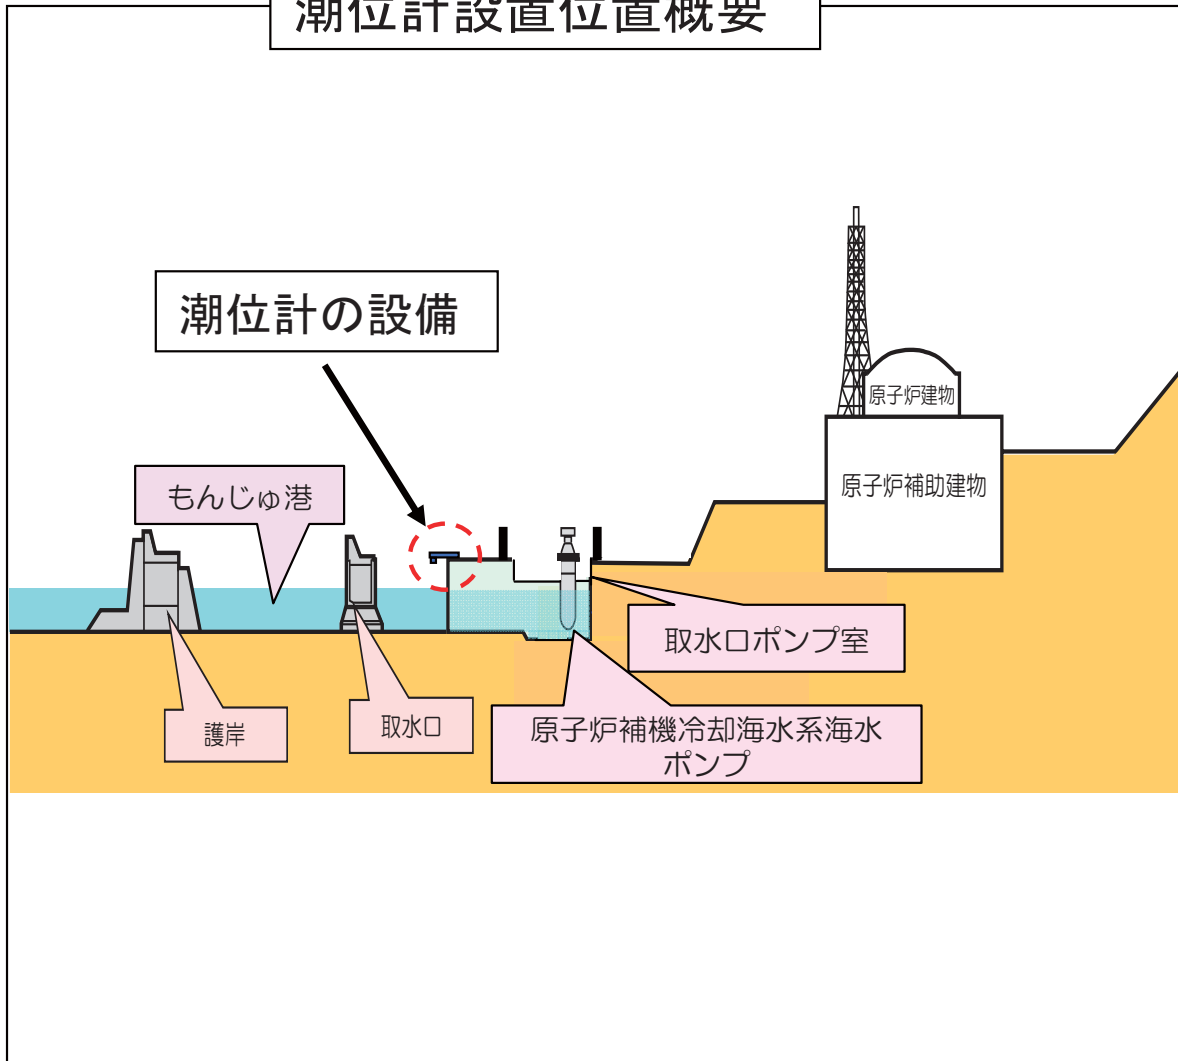 潮位計設置位置概要
潮位計の設備
原子炉建物
原子炉補助建物
もんじゅ港
取水口ポンプ室
護岸
取水口
原子炉補機冷却海水系海水
ポンプ